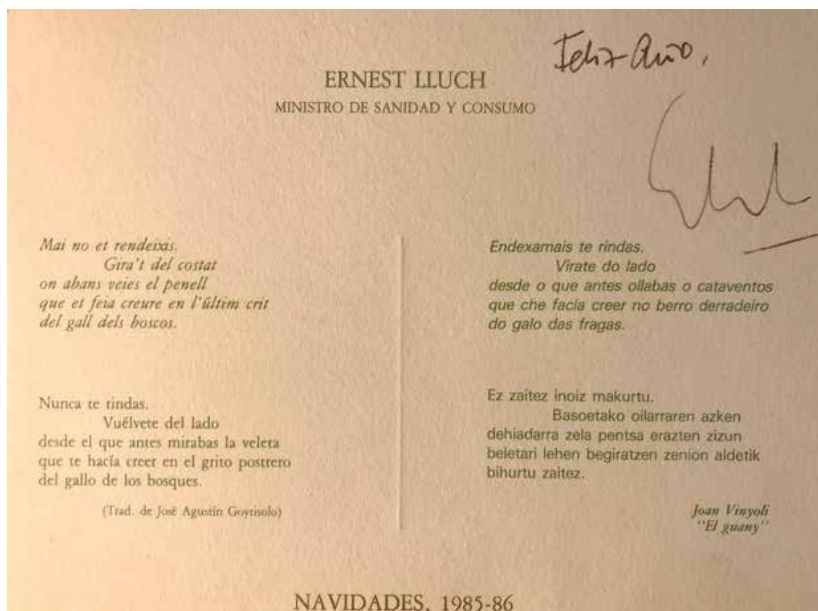 Feliz Año,
ERNEST LLUCH
MINISTRO DE SANIDAD Y CONSUMO
Mai no et rendeixis.
Gira't del costat
on abans veies el penell
que et feia creure en l'últim crit
del gall dels boscos.
Endexamais te rindas.
Virate do lado
desde o que antes ollabas o cataventos
que che facía creer no berro derradeiro
do galo das fragas.
Nunca te rindas.
Vuélvete del lado
desde el que antes mirabas la veleta
que te hacía creer en el grito postrero
del gallo de los bosques.
(Trad. de José Agustín Goytisolo)
Ez zaitez inoiz makurtu.
Basoetako oilarraren azken
dehiadarra zela pentsa erazten zizun
beletari lehen begiratzen zenion aldetik
bihurtu zaitez.
Joan Vinyoli
"El guany"
NAVIDADES, 1985-86